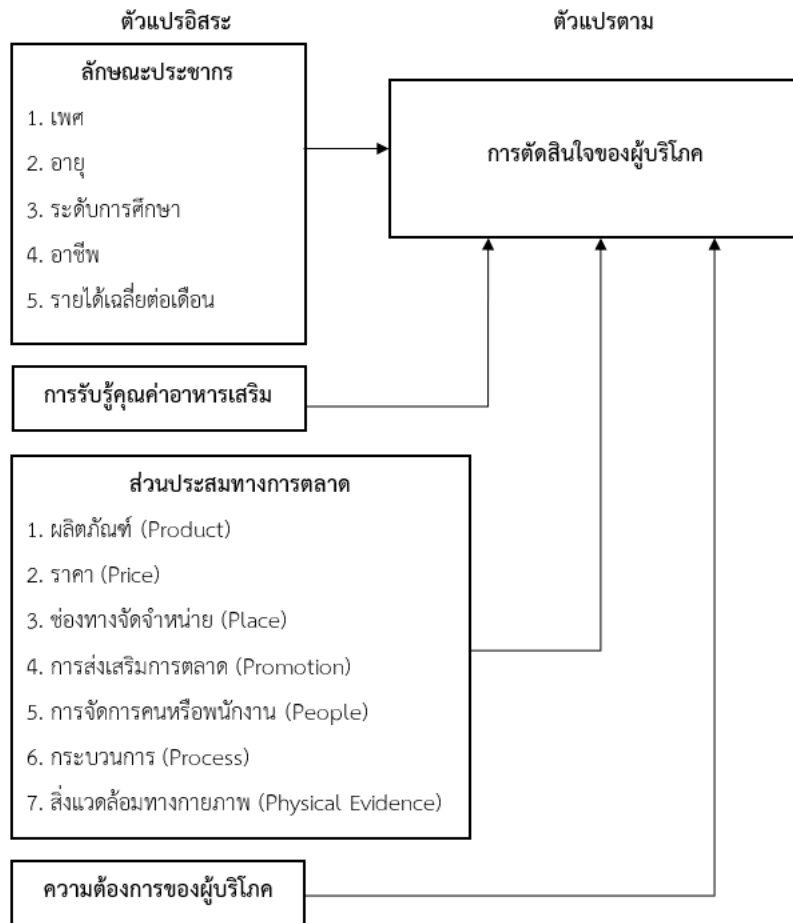 ตัวแปรอิสระ
ตัวแปรตาม
ลักษณะประชากร
1. เพศ
2. อายุ
3. ระดับการศึกษา
4. อาชีพ
5. รายได้เฉลี่ยต่อเดือน
การตัดสินใจของผู้บริโภค
การรับรู้คุณค่าอาหารเสริม
ส่วนประสมทางการตลาด
1. ผลิตภัณฑ์ (Product)
2. ราคา (Price)
3. ช่องทางจัดจำหน่าย (Place)
4. การส่งเสริมการตลาด (Promotion)
5. การจัดการคนหรือพนักงาน (People)
6. กระบวนการ (Process)
7. สิ่งแวดล้อมทางกายภาพ (Physical Evidence)
ความต้องการของผู้บริโภค